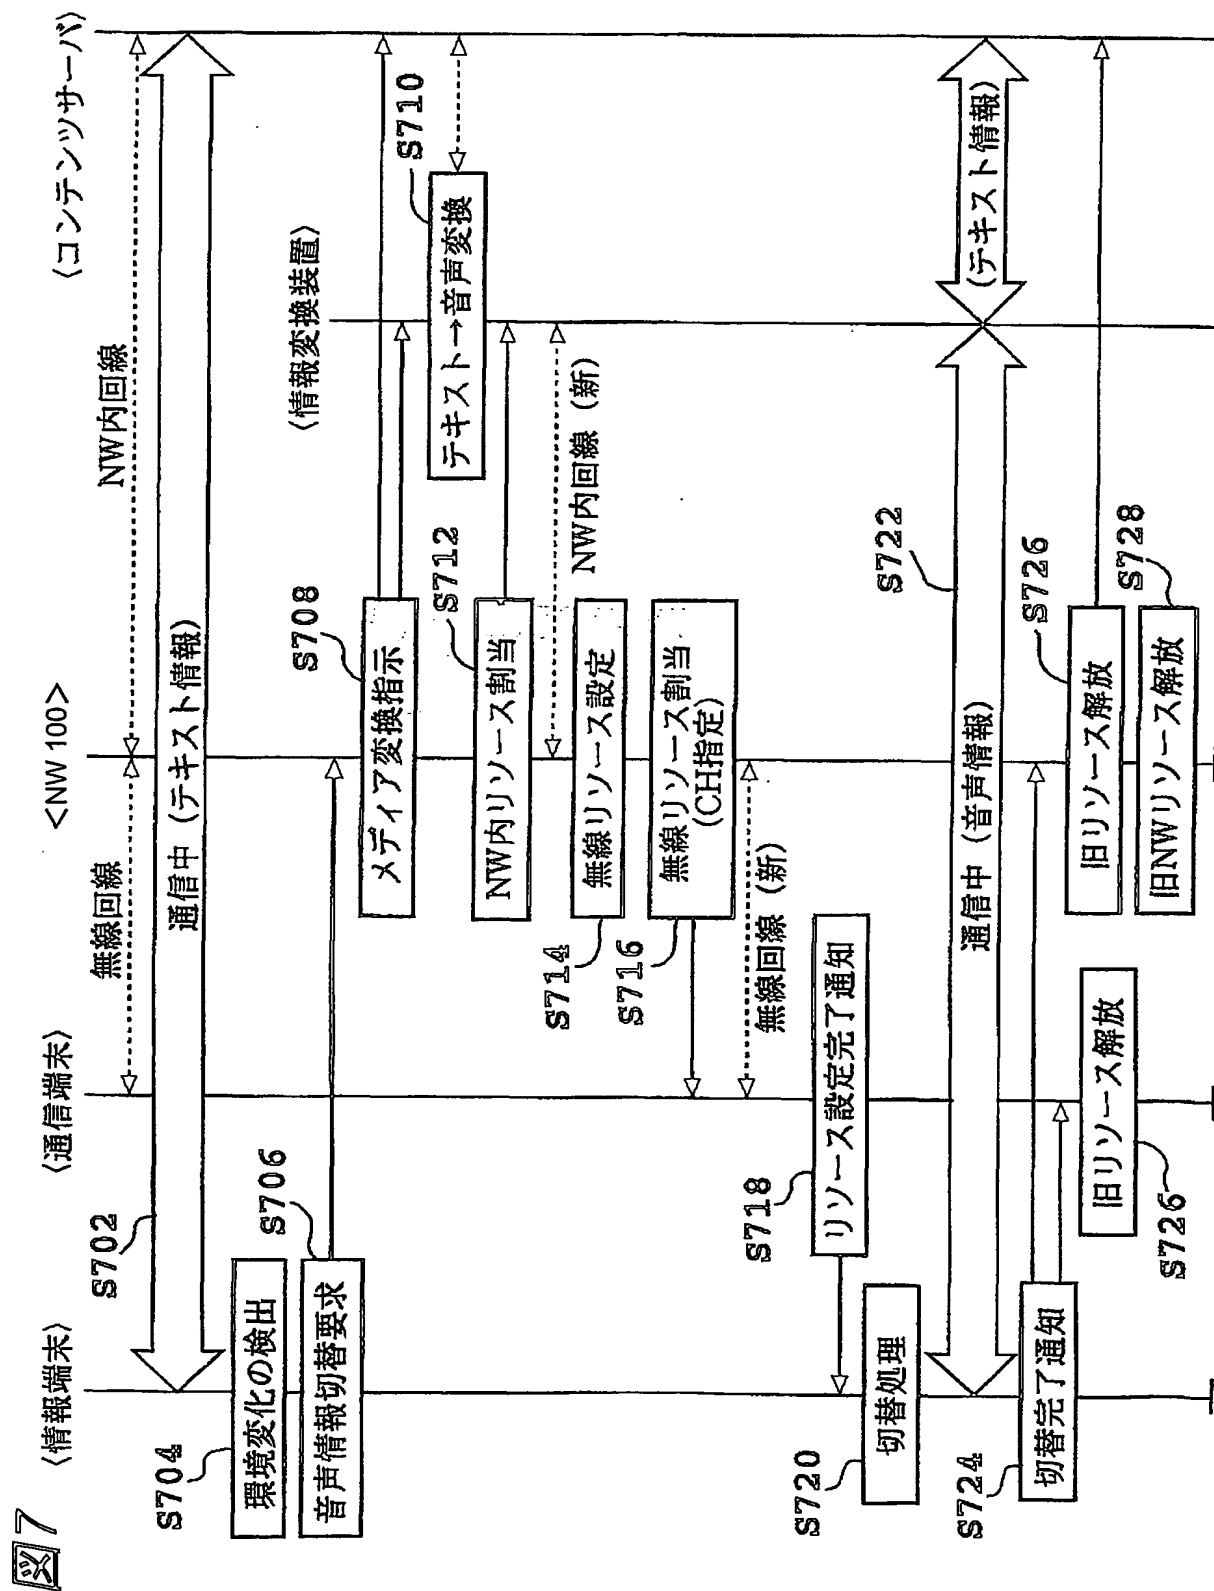 図7
〈情報端末〉
〈通信端末〉
<NW 100>
〈情報変換装置〉
〈コンテンツサーバ〉
無線回線
NW内回線
S702
通信中 (テキスト情報)
S704
環境変化の検出
S706
音声情報切替要求
S708
メディア変換指示
S710
テキスト→音声変換
S712
NW内リソース割当
NW内回線 (新)
S714
無線リソース設定
S716
無線リソース割当
(CH指定)
無線回線 (新)
S718
リソース設定完了通知
S720
切替処理
S722
通信中 (音声情報)
(テキスト情報)
S724
切替完了通知
S726
旧リソース解放
S726
旧リソース解放
S728
旧NWリソース解放